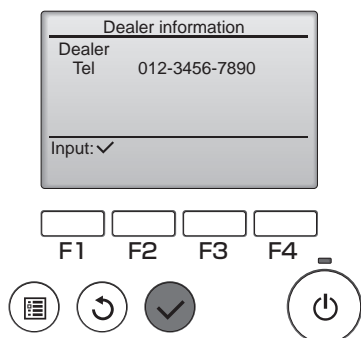 Dealer information
Dealer
Tel 012-3456-7890
Input:✓
F1 F2 F3 F4